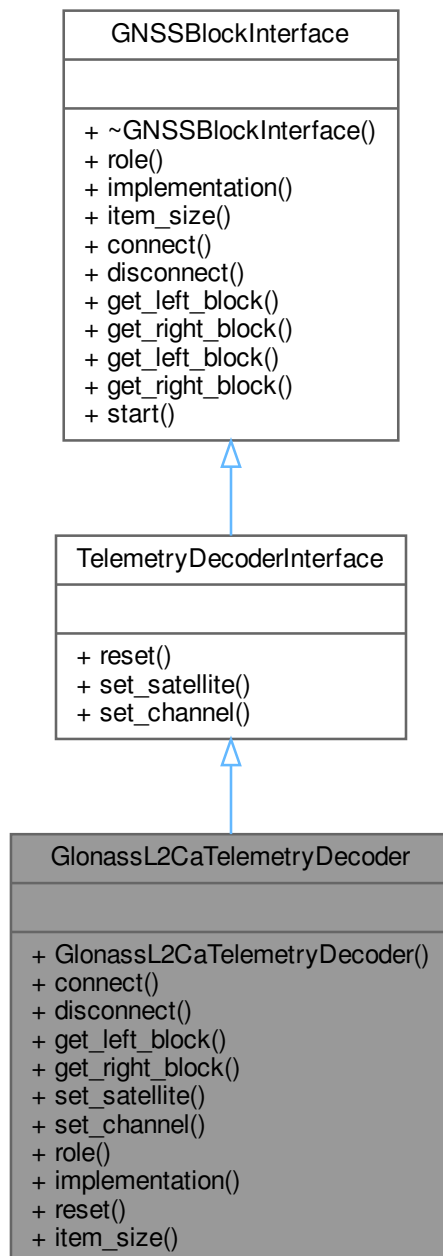 GNSSBlockInterface
+ ~GNSSBlockInterface()
+ role()
+ implementation()
+ item_size()
+ connect()
+ disconnect()
+ get_left_block()
+ get_right_block()
+ get_left_block()
+ get_right_block()
+ start()
TelemetryDecoderInterface
+ reset()
+ set_satellite()
+ set_channel()
GlonassL2CaTelemetryDecoder
+ GlonassL2CaTelemetryDecoder()
+ connect()
+ disconnect()
+ get_left_block()
+ get_right_block()
+ set_satellite()
+ set_channel()
+ role()
+ implementation()
+ reset()
+ item_size()